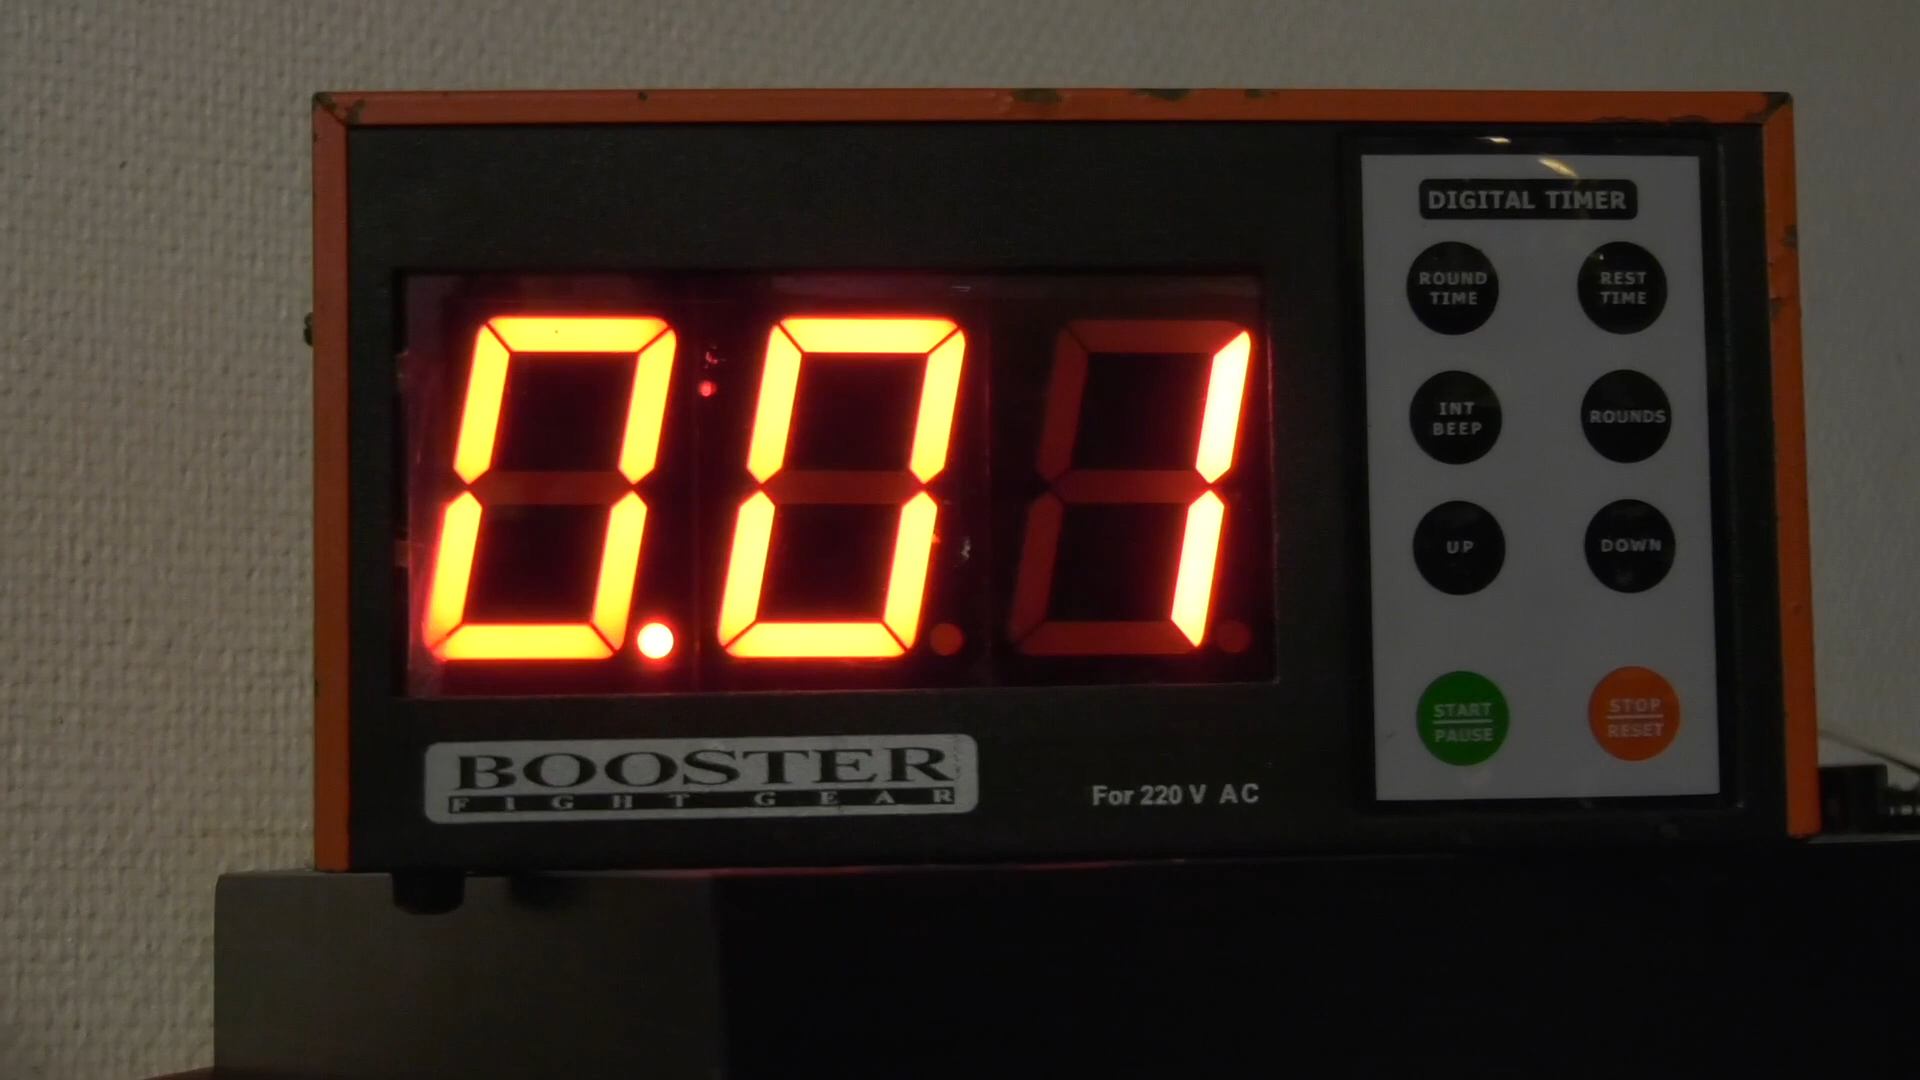 DIGITAL TIMER
ROUND
TIME
REST
TIME
INT
BEEP
ROUNDS
UP
DOWN
START
PAUSE
STOP
RESET
0.01
BOOSTER
FIGHT GEAR
For 220 V AC